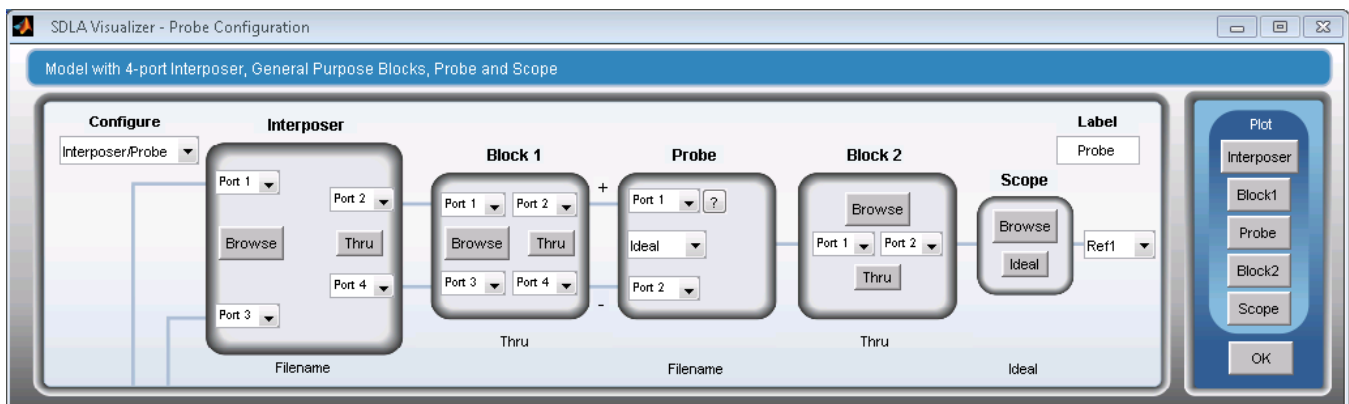 SDLA Visualizer - Probe Configuration
Model with 4-port Interposer, General Purpose Blocks, Probe and Scope
Configure
Interposer/Probe
Interposer
Port 1
Port 2
Browse
Thru
Port 4
Port 3
Filename
Block 1
Port 1 Port 2
Browse Thru
Port 3 Port 4
Thru
+
-
Probe
Port 1 ?
Ideal
Port 2
Filename
Block 2
Browse
Port 1 Port 2
Thru
Thru
Scope
Browse
Ideal
Ideal
Label
Probe
Ref1
Plot
Interposer
Block1
Probe
Block2
Scope
OK